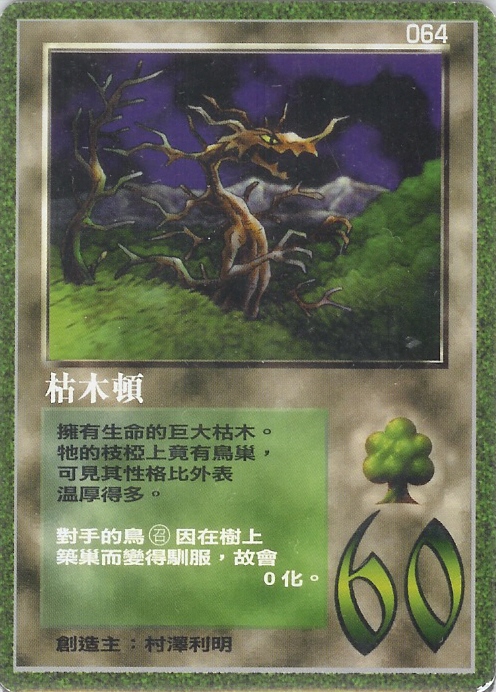 064
枯木頓
擁有生命的巨大枯木。
牠的枝椏上竟有鳥巢，
可見其性格比外表
溫厚得多。
對手的鳥㊁因在樹上
築巢而變得馴服，故會
0化。
60
創造主：村澤利明